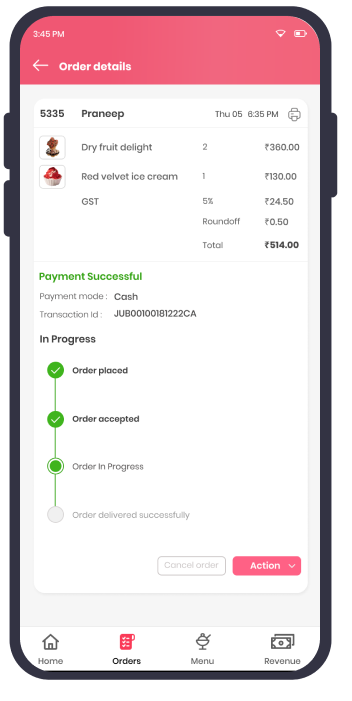 3:45 PM
Order details
5335 Praneep Thu 05 6:35 PM
Dry fruit delight 2 ₹360.00
Red velvet ice cream 1 ₹130.00
GST 5% ₹24.50
Roundoff ₹0.50
Total ₹514.00
Payment Successful
Payment mode : Cash
Transaction Id : JUB00100181222CA
In Progress
Order placed
Order accepted
Order In Progress
Order delivered successfully
Cancel order Action
Home Orders Menu Revenue